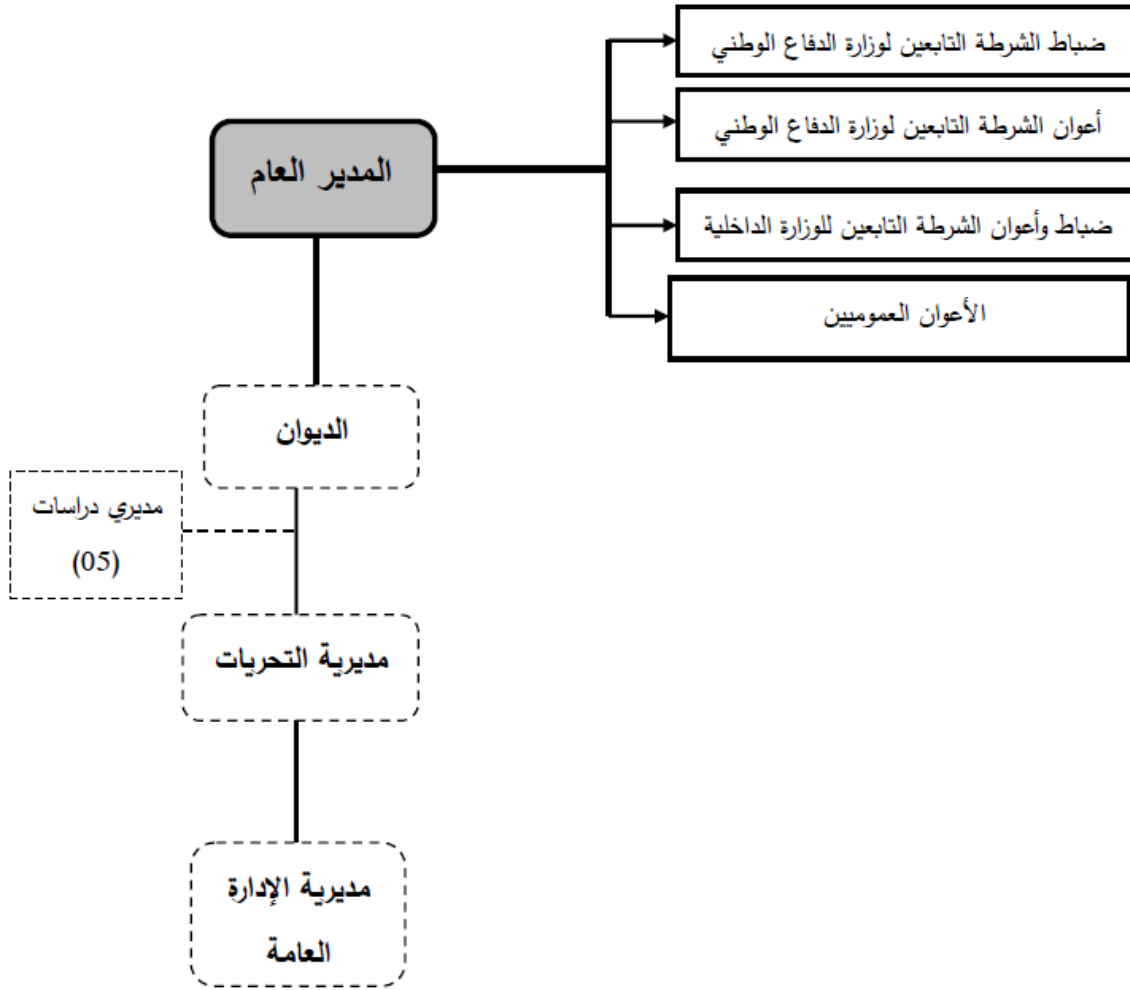 ضباط الشرطة التابعين لوزارة الدفاع الوطني
أعوان الشرطة التابعين لوزارة الدفاع الوطني
المدير العام
ضباط وأعوان الشرطة التابعين للوزارة الداخلية
الأعوان العموميين
الديوان
مديري دراسات
(05)
مديرية التحريات
مديرية الإدارة
العامة